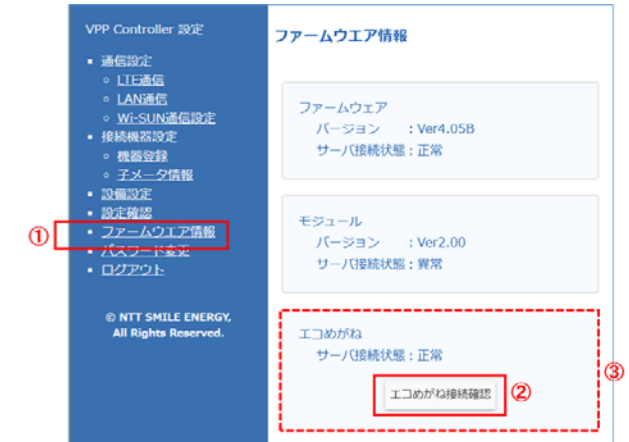 VPP Controller 設定
▪ 通信設定
◦ LTE通信
◦ LAN通信
◦ Wi-SUN通信設定
▪ 接続機器設定
◦ 機器登録
◦ 子メータ情報
▪ 設備設定
▪ 設定確認
① ▪ ファームウエア情報
▪ パスワード変更
▪ ログアウト
© NTT SMILE ENERGY,
All Rights Reserved.
ファームウエア情報
ファームウェア
バージョン : Ver4.05B
サーバ接続状態 : 正常
モジュール
バージョン : Ver2.00
サーバ接続状態 : 異常
エコめがね
サーバ接続状態 : 正常
エコめがね接続確認 ②
③